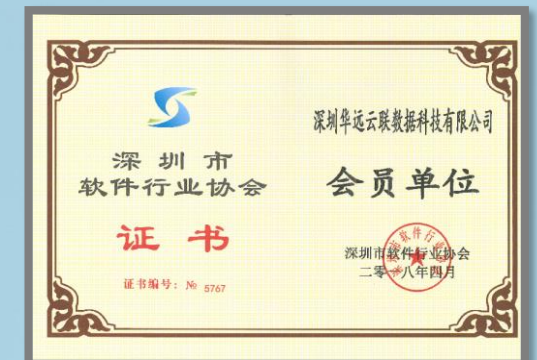 深圳市
软件行业协会
证书
证书编号：№ 5767
深圳华远云联数据科技有限公司
会员单位
深圳市软件行业协会
二零一八年四月